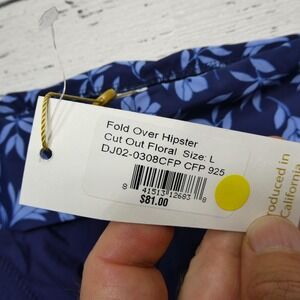 Fold Over Hipster
Cut Out Floral Size: L
DJ02-0308CFP CFP 925
8 41513 12683 8
$81.00
oduced in
California